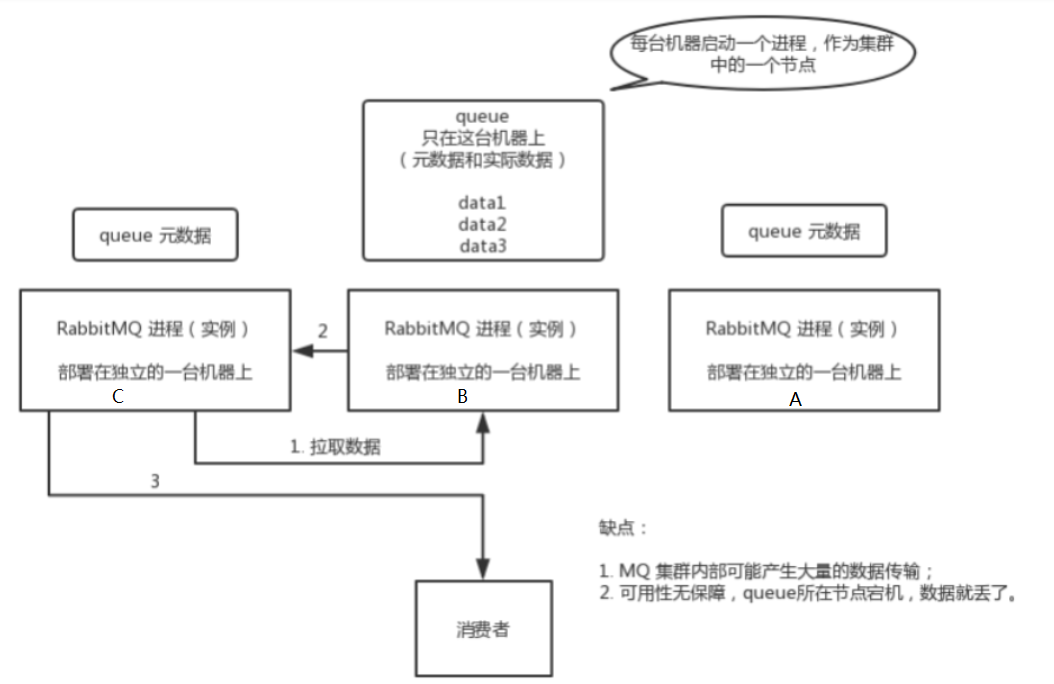 每台机器启动一个进程，作为集群
中的一个节点
queue
只在这台机器上
（元数据和实际数据）
data1
data2
data3
queue 元数据
queue 元数据
RabbitMQ 进程（实例）
部署在独立的一台机器上
C
2
RabbitMQ 进程（实例）
部署在独立的一台机器上
B
RabbitMQ 进程（实例）
部署在独立的一台机器上
A
1. 拉取数据
3
缺点：
1. MQ 集群内部可能产生大量的数据传输；
2. 可用性无保障，queue所在节点宕机，数据就丢了。
消费者